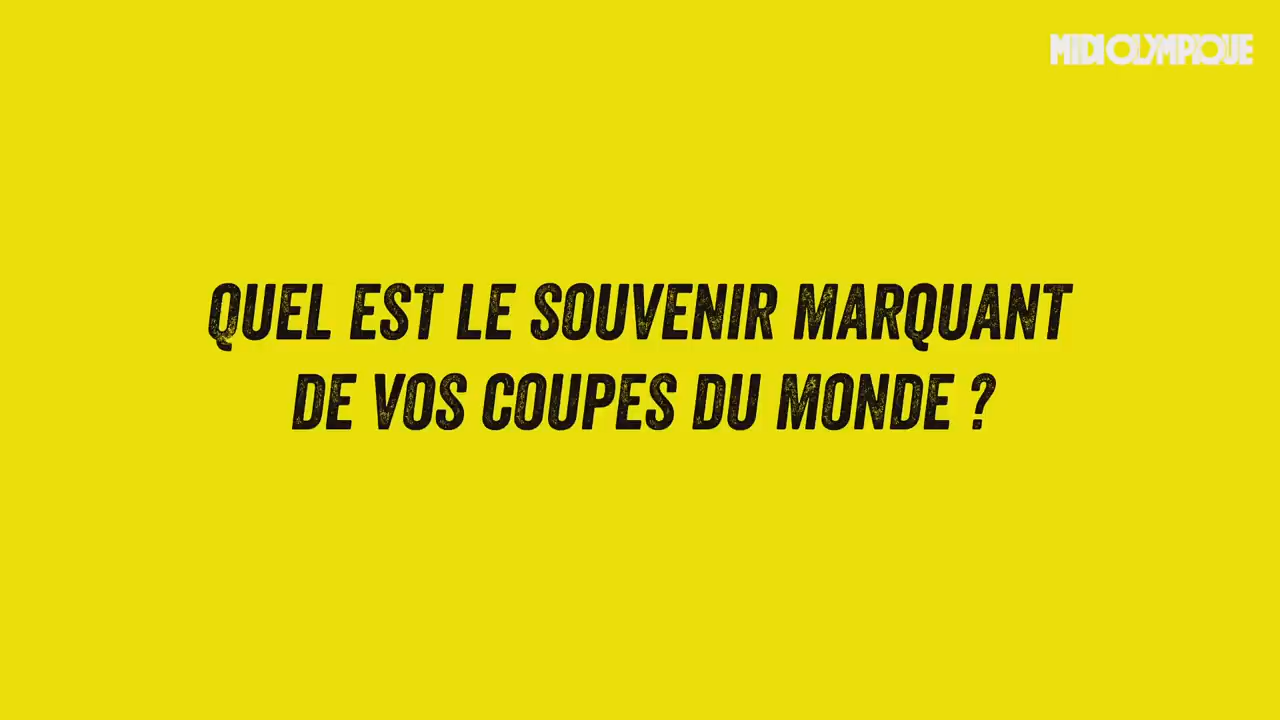 MIDI OLYMPIQUE
QUEL EST LE SOUVENIR MARQUANT
DE VOS COUPES DU MONDE ?